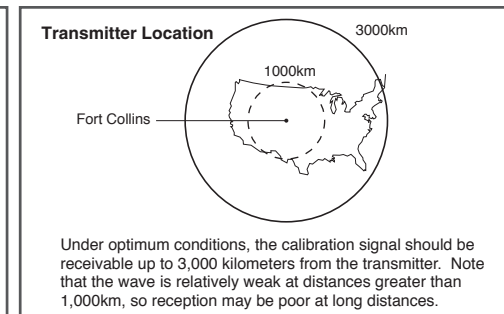 Transmitter Location
3000km
1000km
Fort Collins
Under optimum conditions, the calibration signal should be
receivable up to 3,000 kilometers from the transmitter.  Note
that the wave is relatively weak at distances greater than
1,000km, so reception may be poor at long distances.